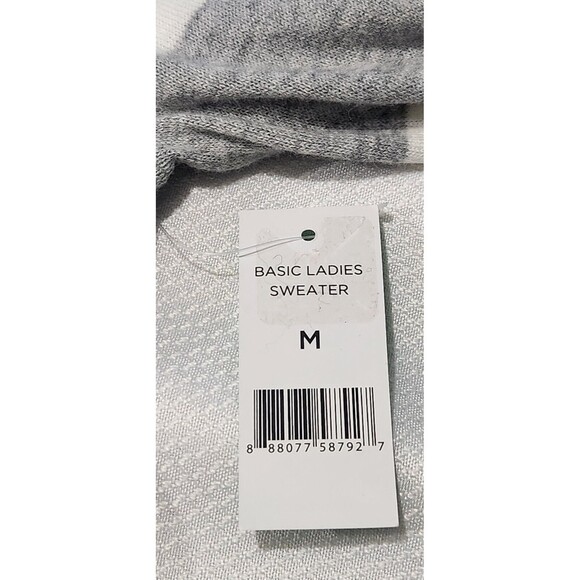 BASIC LADIES
SWEATER
M
8 88077 58792 7